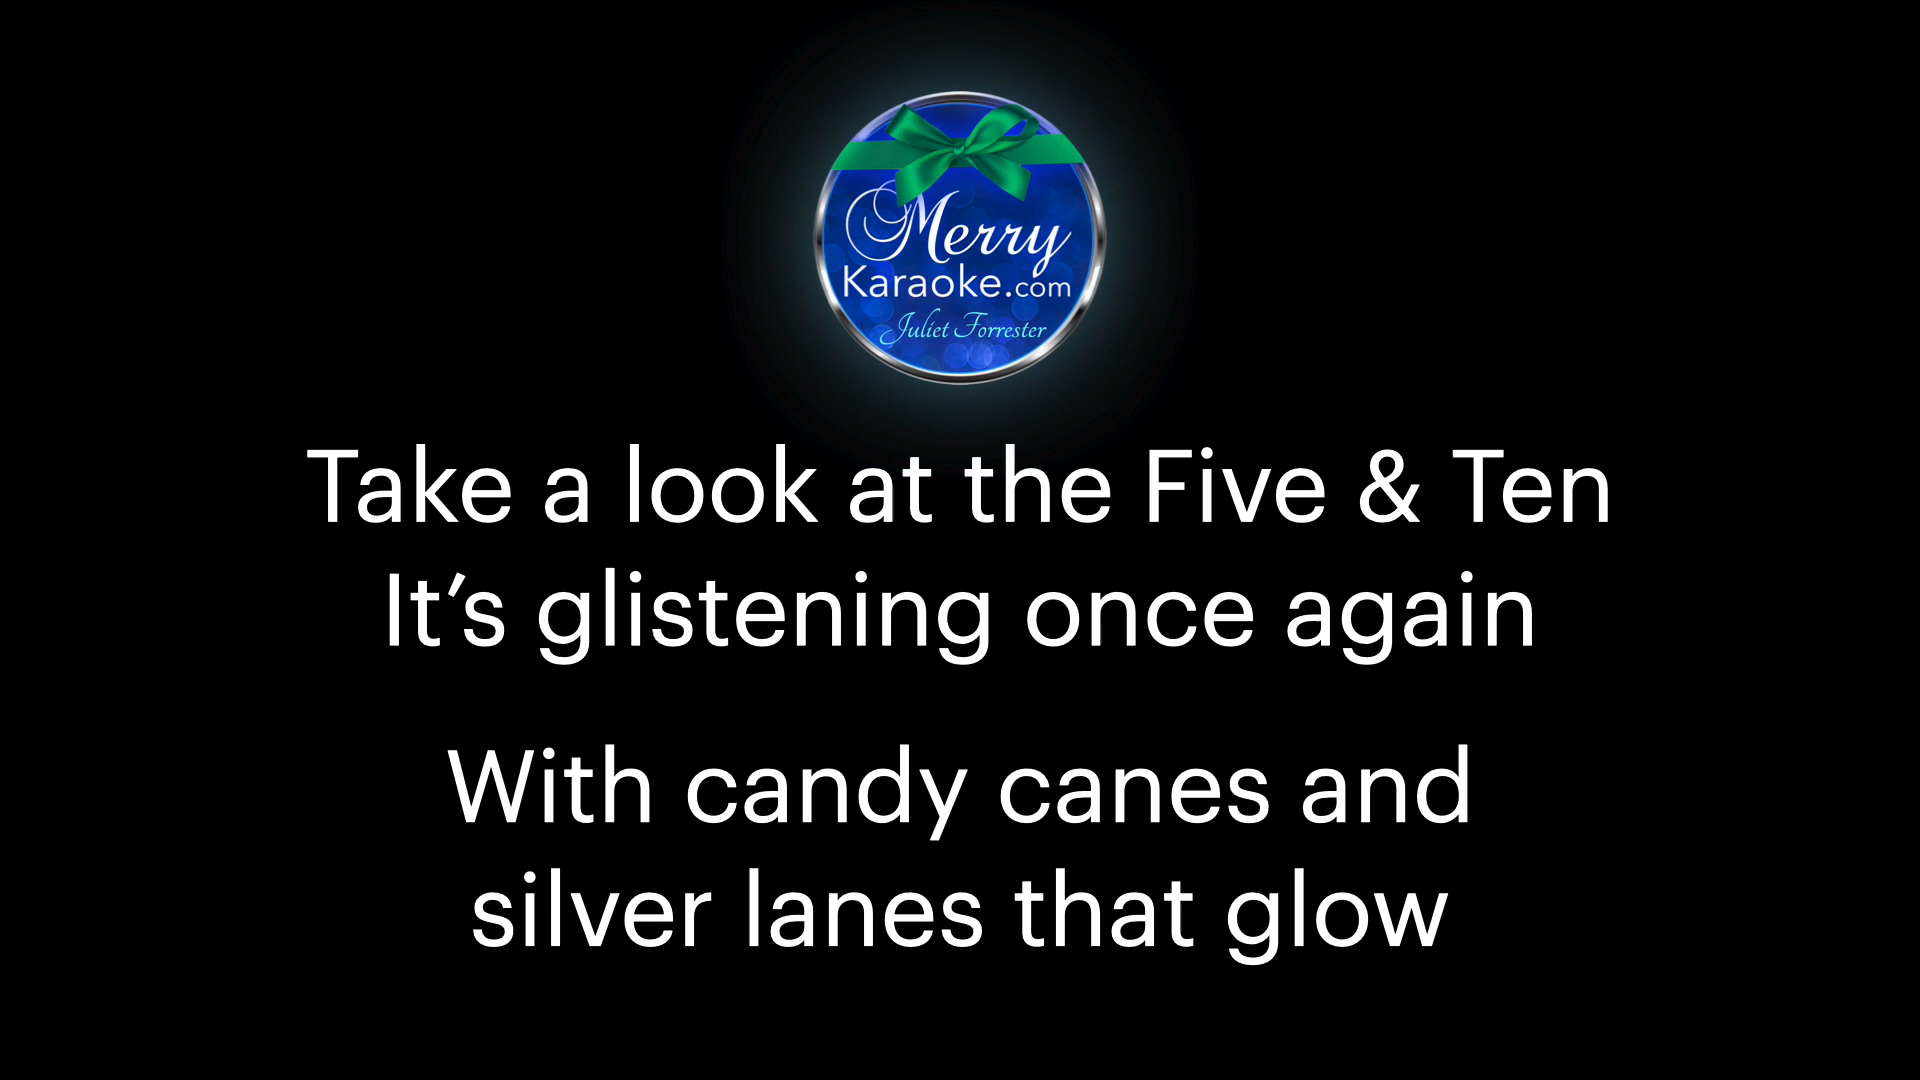 Merry
Karaoke.com
Juliet Forrester
Take a look at the Five & Ten
It’s glistening once again
With candy canes and
silver lanes that glow